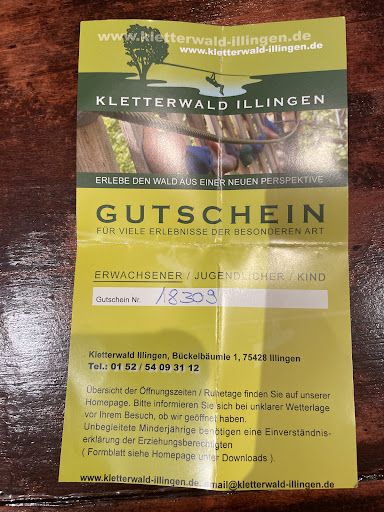 www.kletterwald-illingen.de
www.kletterwald-illingen.de
KLETTERWALD ILLINGEN
ERLEBE DEN WALD AUS EINER NEUEN PERSPEKTIVE
GUTSCHEIN
FÜR VIELE ERLEBNISSE DER BESONDEREN ART
ERWACHSENER / JUGENDLICHER / KIND
Gutschein Nr. 18309
Kletterwald Illingen, Bückelbäumle 1, 75428 Illingen
Tel.: 01 52 / 54 09 31 12
Übersicht der Öffnungszeiten / Ruhetage finden Sie auf unserer
Homepage. Bitte informieren Sie sich bei unklarer Wetterlage
vor Ihrem Besuch, ob wir geöffnet haben.
Unbegleitete Minderjährige benötigen eine Einverständnis-
erklärung der Erziehungsberechtigten
( Formblatt siehe Homepage unter Downloads ).
www.kletterwald-illingen.de, email@kletterwald-illingen.de